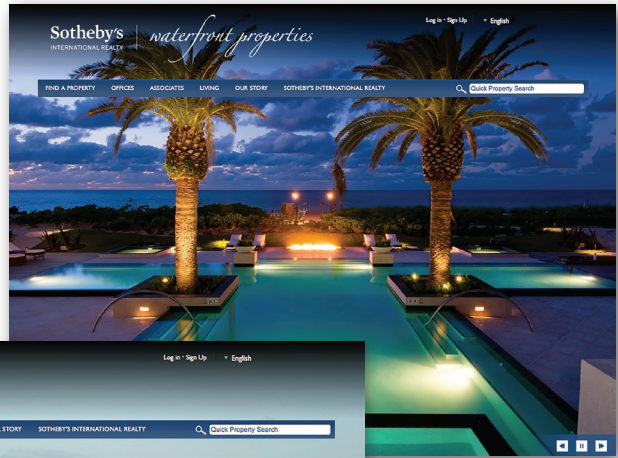 Log in - Sign Up English
Sotheby's waterfront properties
INTERNATIONAL REALTY
FIND A PROPERTY OFFICES ASSOCIATES LIVING OUR STORY SOTHEBY'S INTERNATIONAL REALTY Quick Property Search
Log in - Sign Up English
STORY SOTHEBY'S INTERNATIONAL REALTY Quick Property Search